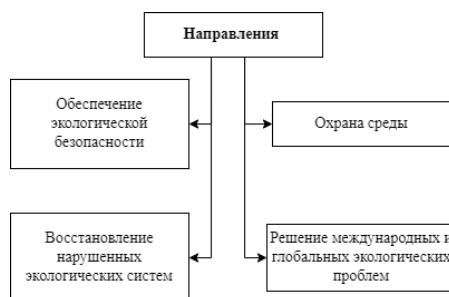 Направления
Обеспечение
экологической
безопасности
Охрана среды
Восстановление
нарушенных
экологических систем
Решение международных и
глобальных экологических
проблем